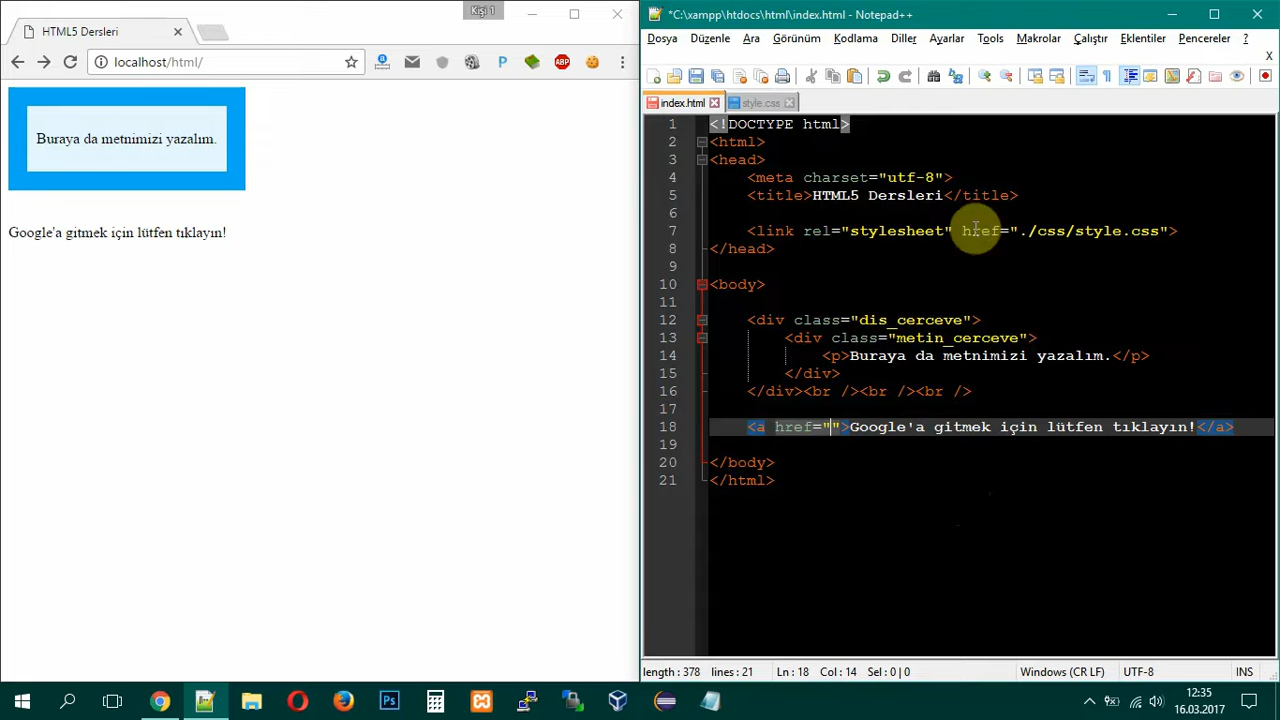 Kişi 1
HTML5 Dersleri
localhost/html/
ABP
Buraya da metnimizi yazalım.
Google'a gitmek için lütfen tıklayın!
*C:\xampp\htdocs\html\index.html - Notepad++
Dosya Düzenle Ara Görünüm Kodlama Diller Ayarlar Tools Makrolar Çalıştır Eklentiler Pencereler ? X
index.html style.css
1 <!DOCTYPE html>
2 <html>
3 <head>
4 <meta charset="utf-8">
5 <title>HTML5 Dersleri</title>
6
7 <link rel="stylesheet" href="./css/style.css">
8 </head>
9
10 <body>
11
12 <div class="dis_cerceve">
13 <div class="metin_cerceve">
14 <p>Buraya da metnimizi yazalım.</p>
15 </div>
16 </div><br /><br /><br />
17
18 <a href="">Google'a gitmek için lütfen tıklayın!</a>
19
20 </body>
21 </html>
length : 378 lines : 21 Ln : 18 Col : 14 Sel : 0 | 0 Windows (CR LF) UTF-8 INS
Ps
12:35
16.03.2017